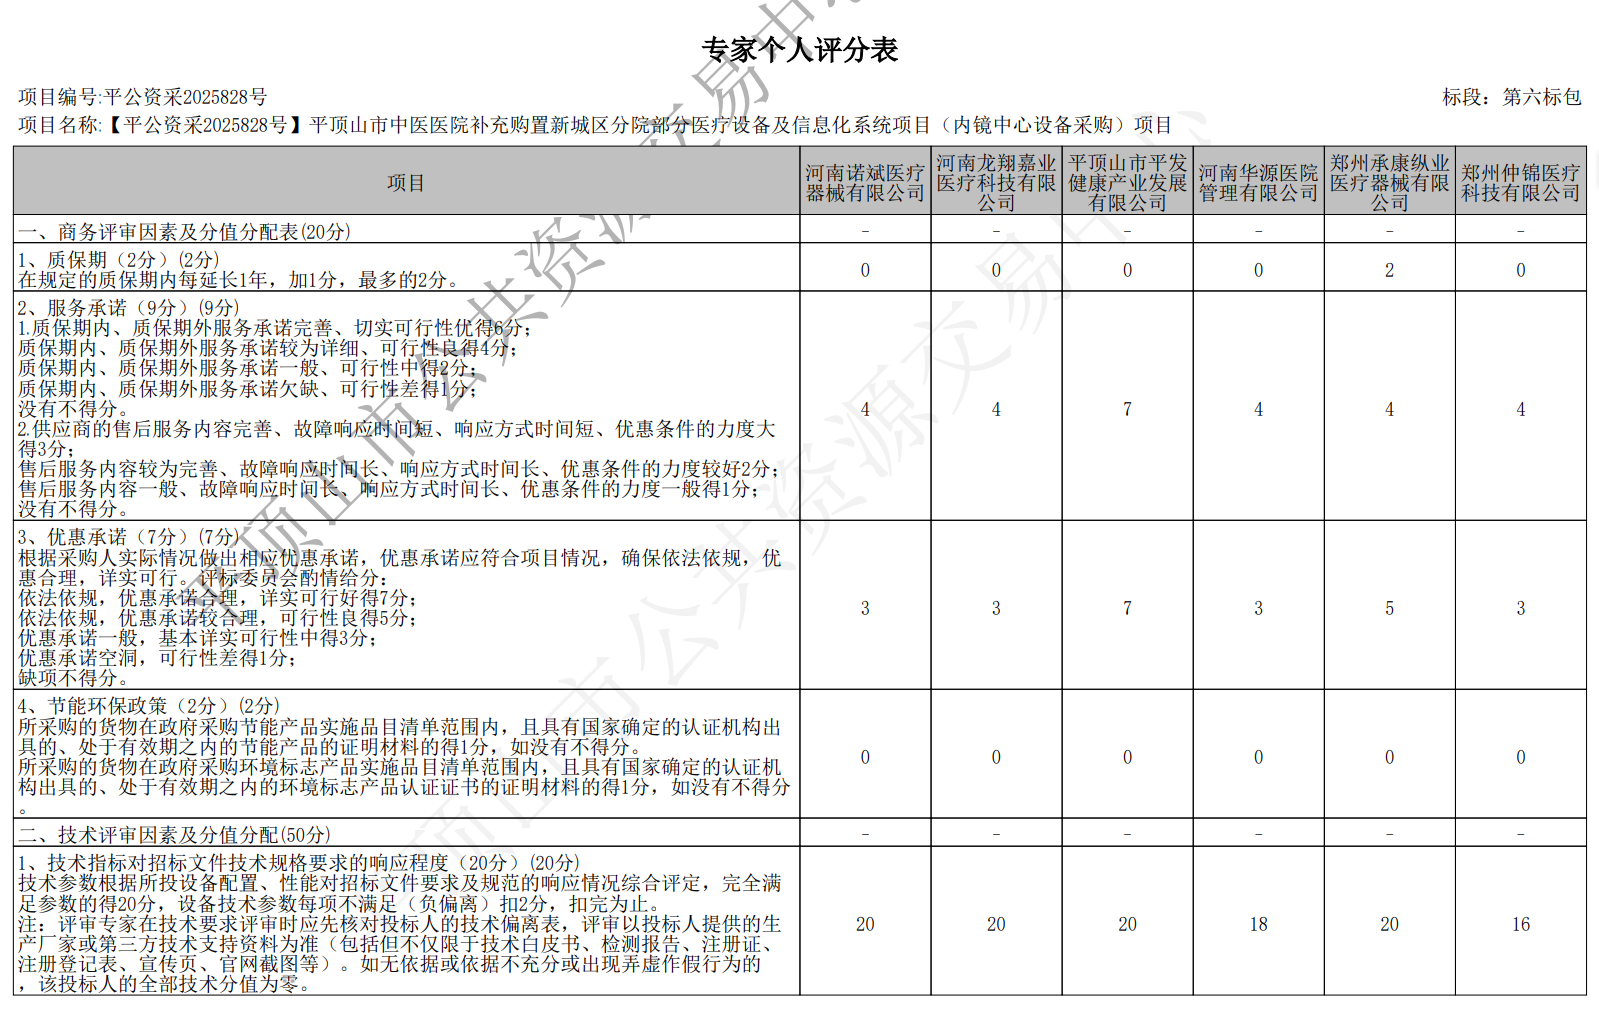 专家个人评分表
项目编号:平公资采2025828号
标段：第六标包
项目名称:【平公资采2025828号】平顶山市中医医院补充购置新城区分院部分医疗设备及信息化系统项目（内镜中心设备采购）项目
项目
河南诺斌医疗
器械有限公司
河南龙翔嘉业
医疗科技有限
公司
平顶山市平发
健康产业发展
有限公司
河南华源医院
管理有限公司
郑州承康纵业
医疗器械有限
公司
郑州仲锦医疗
科技有限公司
一、商务评审因素及分值分配表(20分)
- - - - - -
1、质保期（2分）(2分)
在规定的质保期内每延长1年，加1分，最多的2分。
0 0 0 0 2 0
2、服务承诺（9分）(9分)
1.质保期内、质保期外服务承诺完善、切实可行性优得6分；
质保期内、质保期外服务承诺较为详细、可行性良得4分；
质保期内、质保期外服务承诺一般、可行性中得2分；
质保期内、质保期外服务承诺欠缺、可行性差得1分；
没有不得分。
2.供应商的售后服务内容完善、故障响应时间短、响应方式时间短、优惠条件的力度大
得3分；
售后服务内容较为完善、故障响应时间长、响应方式时间长、优惠条件的力度较好2分；
售后服务内容一般、故障响应时间长、响应方式时间长、优惠条件的力度一般得1分；
没有不得分。
4 4 7 4 4 4
3、优惠承诺（7分）(7分)
根据采购人实际情况做出相应优惠承诺，优惠承诺应符合项目情况，确保依法依规，优
惠合理，详实可行。评标委员会酌情给分：
依法依规，优惠承诺合理，详实可行好得7分；
依法依规，优惠承诺较合理，可行性良得5分；
优惠承诺一般，基本详实可行性中得3分；
优惠承诺空洞，可行性差得1分；
缺项不得分。
3 3 7 3 5 3
4、节能环保政策（2分）(2分)
所采购的货物在政府采购节能产品实施品目清单范围内，且具有国家确定的认证机构出
具的、处于有效期之内的节能产品的证明材料的得1分，如没有不得分。
所采购的货物在政府采购环境标志产品实施品目清单范围内，且具有国家确定的认证机
构出具的、处于有效期之内的环境标志产品认证证书的证明材料的得1分，如没有不得分
。
0 0 0 0 0 0
二、技术评审因素及分值分配(50分)
- - - - - -
1、技术指标对招标文件技术规格要求的响应程度（20分）(20分)
技术参数根据所投设备配置、性能对招标文件要求及规范的响应情况综合评定，完全满
足参数的得20分，设备技术参数每项不满足（负偏离）扣2分，扣完为止。
注：评审专家在技术要求评审时应先核对投标人的技术偏离表，评审以投标人提供的生
产厂家或第三方技术支持资料为准（包括但不仅限于技术白皮书、检测报告、注册证、
注册登记表、宣传页、官网截图等）。如无依据或依据不充分或出现弄虚作假行为的
，该投标人的全部技术分值为零。
20 20 20 18 20 16
平顶山市公共资源交易中心
平顶山市公共资源交易中心